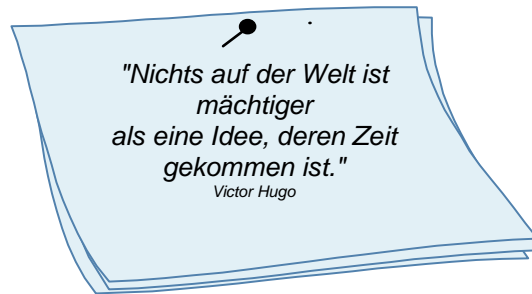 "Nichts auf der Welt ist
mächtiger
als eine Idee, deren Zeit
gekommen ist."
Victor Hugo